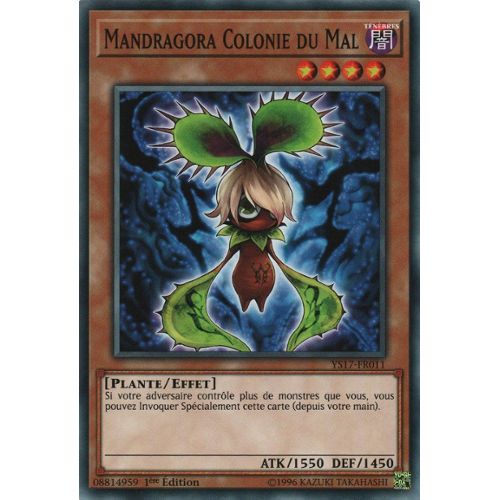 Mandragora Colonie du Mal
TÉNÈBRES
闇
YS17-FR011
[Plante/Effet]
Si votre adversaire contrôle plus de monstres que vous, vous
pouvez Invoquer Spécialement cette carte (depuis votre main).
ATK/1550 DEF/1450
08814959 1ère Édition ©1996 KAZUKI TAKAHASHI